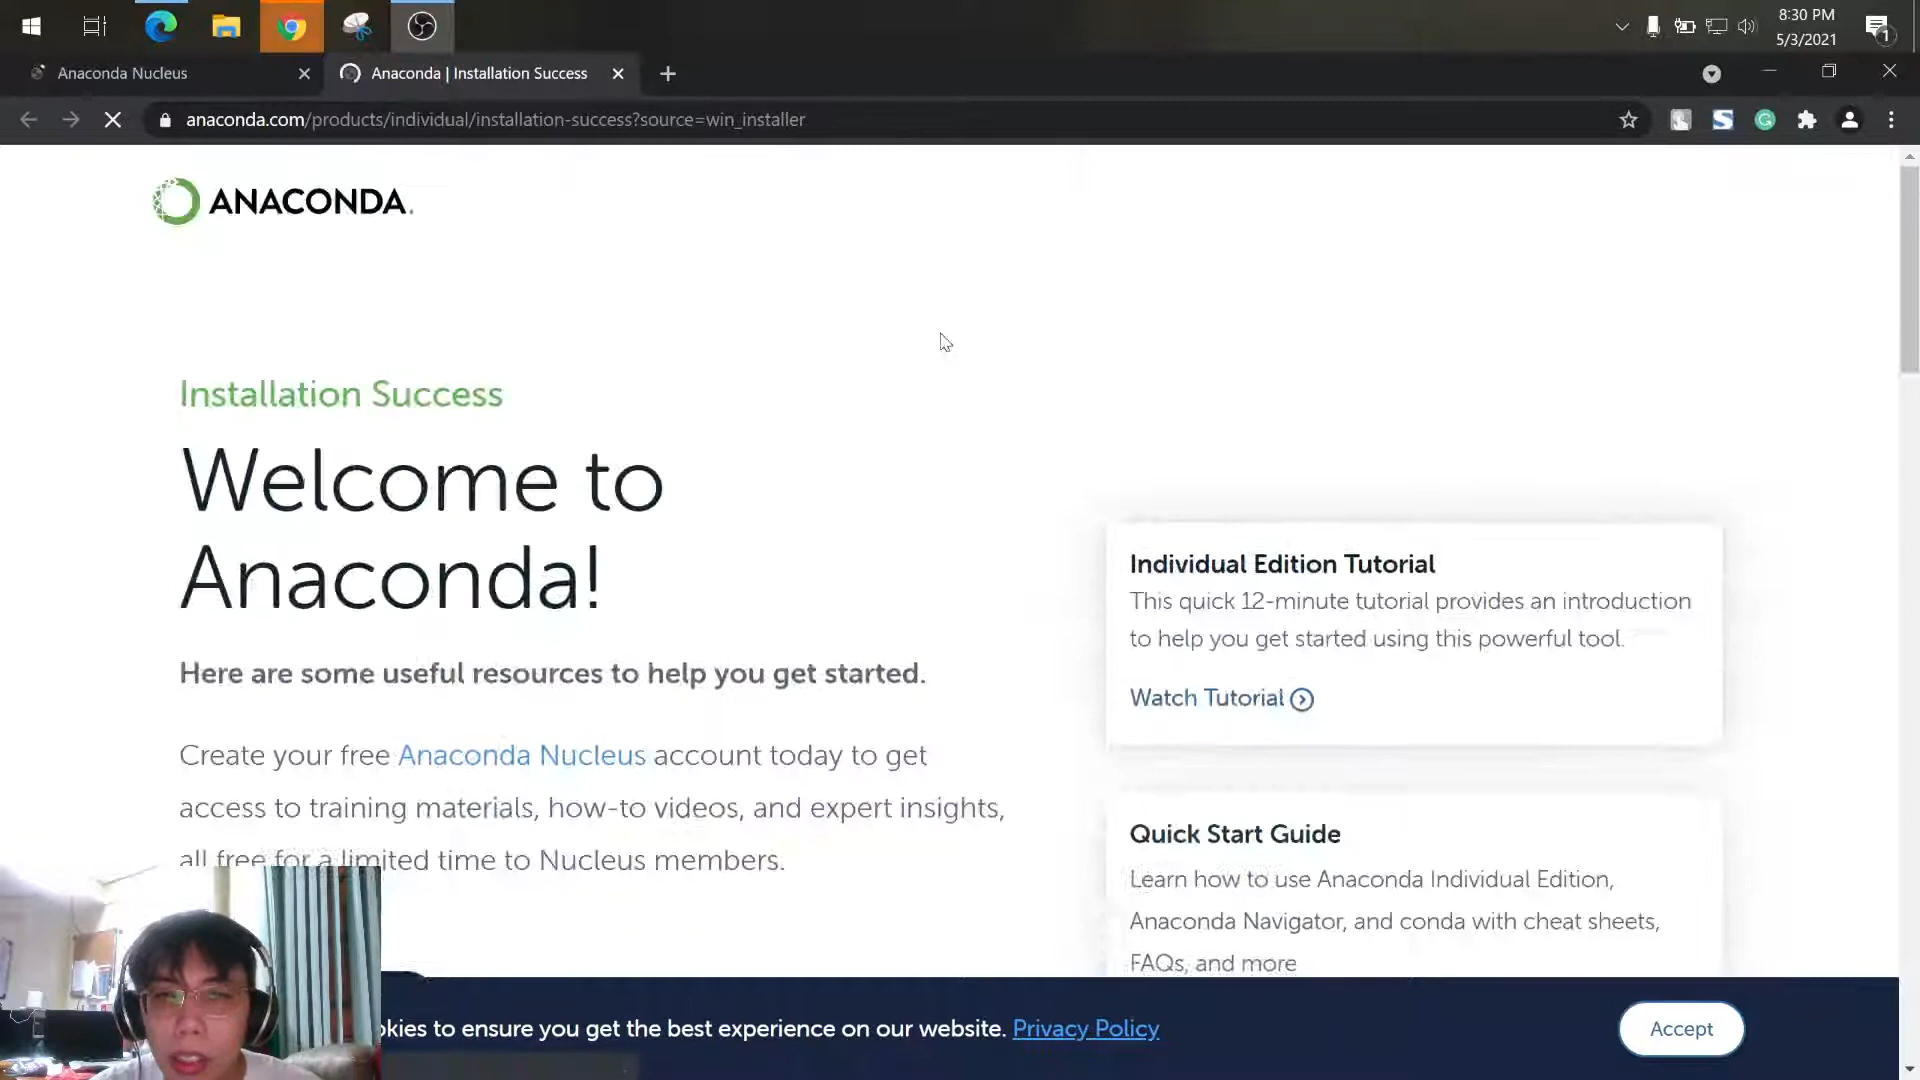 8:30 PM
5/3/2021
1
Anaconda Nucleus
Anaconda | Installation Success
anaconda.com/products/individual/installation-success?source=win_installer
ANACONDA.
Installation Success
Welcome to
Anaconda!
Here are some useful resources to help you get started.
Create your free Anaconda Nucleus account today to get
access to training materials, how-to videos, and expert insights,
all free for a limited time to Nucleus members.
Individual Edition Tutorial
This quick 12-minute tutorial provides an introduction
to help you get started using this powerful tool.
Watch Tutorial
Quick Start Guide
Learn how to use Anaconda Individual Edition,
Anaconda Navigator, and conda with cheat sheets,
FAQs, and more
okies to ensure you get the best experience on our website. Privacy Policy
Accept